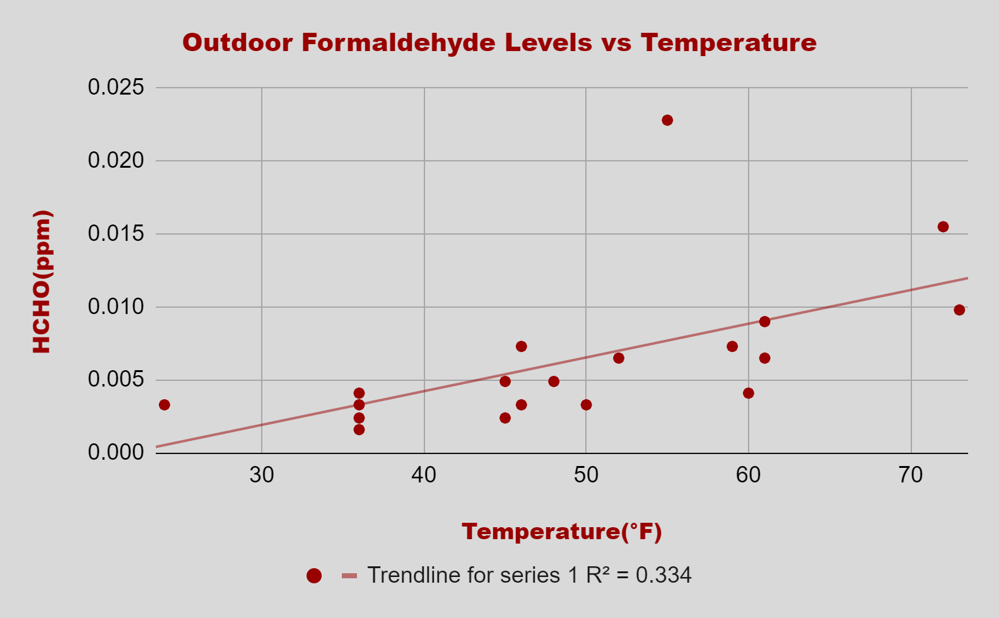 Outdoor Formaldehyde Levels vs Temperature
0.025
0.020
0.015
0.010
0.005
0.000
HCHO(ppm)
30 40 50 60 70
Temperature(°F)
Trendline for series 1 R² = 0.334